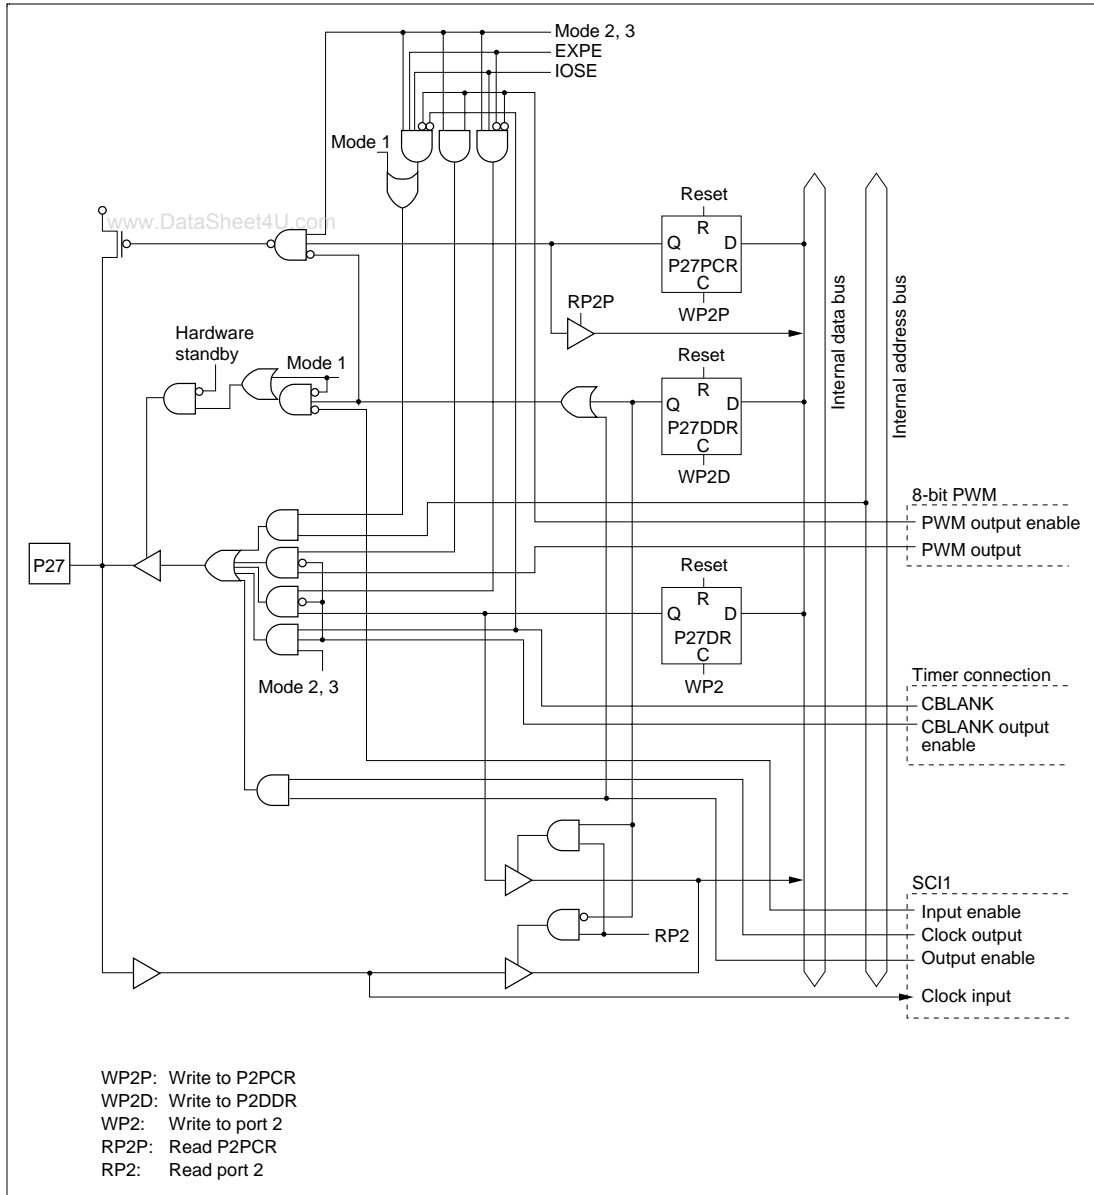 Mode 2, 3
EXPE
IOSE
Mode 1
www.DataSheet4U.com
Reset
R
Q D
P27PCR
C
WP2P
RP2P
Hardware
standby
Mode 1
Reset
R
Q D
P27DDR
C
WP2D
Internal data bus
Internal address bus
8-bit PWM
PWM output enable
PWM output
P27
Reset
R
Q D
P27DR
C
WP2
Mode 2, 3
Timer connection
CBLANK
CBLANK output
enable
SCI1
Input enable
Clock output
Output enable
Clock input
RP2
WP2P: Write to P2PCR
WP2D: Write to P2DDR
WP2: Write to port 2
RP2P: Read P2PCR
RP2: Read port 2